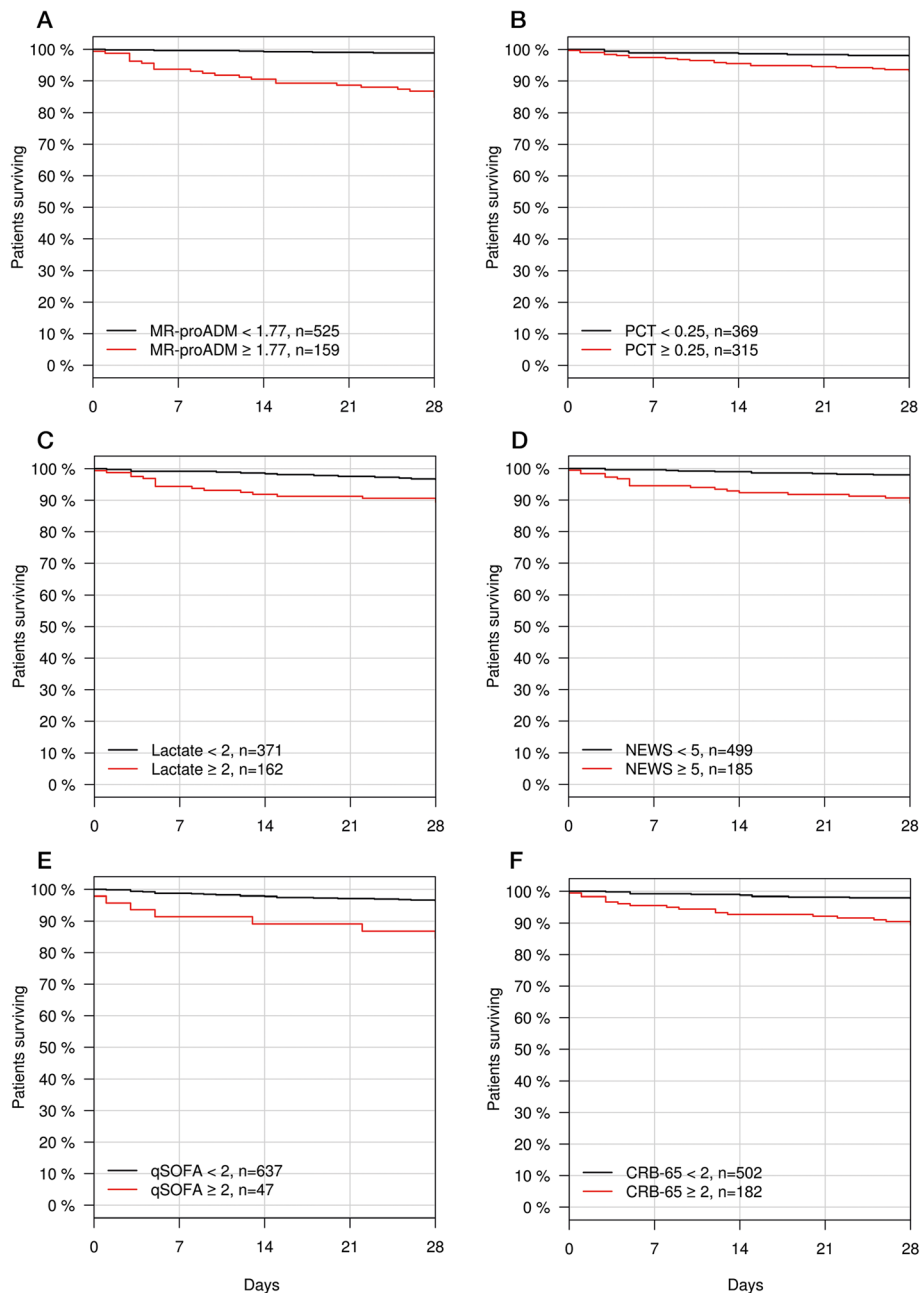 A
100 %
90 %
80 %
70 %
60 %
50 %
40 %
30 %
20 %
10 %
0 %
Patients surviving
MR-proADM < 1.77, n=525
MR-proADM ≥ 1.77, n=159
0 7 14 21 28
B
100 %
90 %
80 %
70 %
60 %
50 %
40 %
30 %
20 %
10 %
0 %
Patients surviving
PCT < 0.25, n=369
PCT ≥ 0.25, n=315
0 7 14 21 28
C
100 %
90 %
80 %
70 %
60 %
50 %
40 %
30 %
20 %
10 %
0 %
Patients surviving
Lactate < 2, n=371
Lactate ≥ 2, n=162
0 7 14 21 28
D
100 %
90 %
80 %
70 %
60 %
50 %
40 %
30 %
20 %
10 %
0 %
Patients surviving
NEWS < 5, n=499
NEWS ≥ 5, n=185
0 7 14 21 28
E
100 %
90 %
80 %
70 %
60 %
50 %
40 %
30 %
20 %
10 %
0 %
Patients surviving
qSOFA < 2, n=637
qSOFA ≥ 2, n=47
0 7 14 21 28
Days
F
100 %
90 %
80 %
70 %
60 %
50 %
40 %
30 %
20 %
10 %
0 %
Patients surviving
CRB-65 < 2, n=502
CRB-65 ≥ 2, n=182
0 7 14 21 28
Days